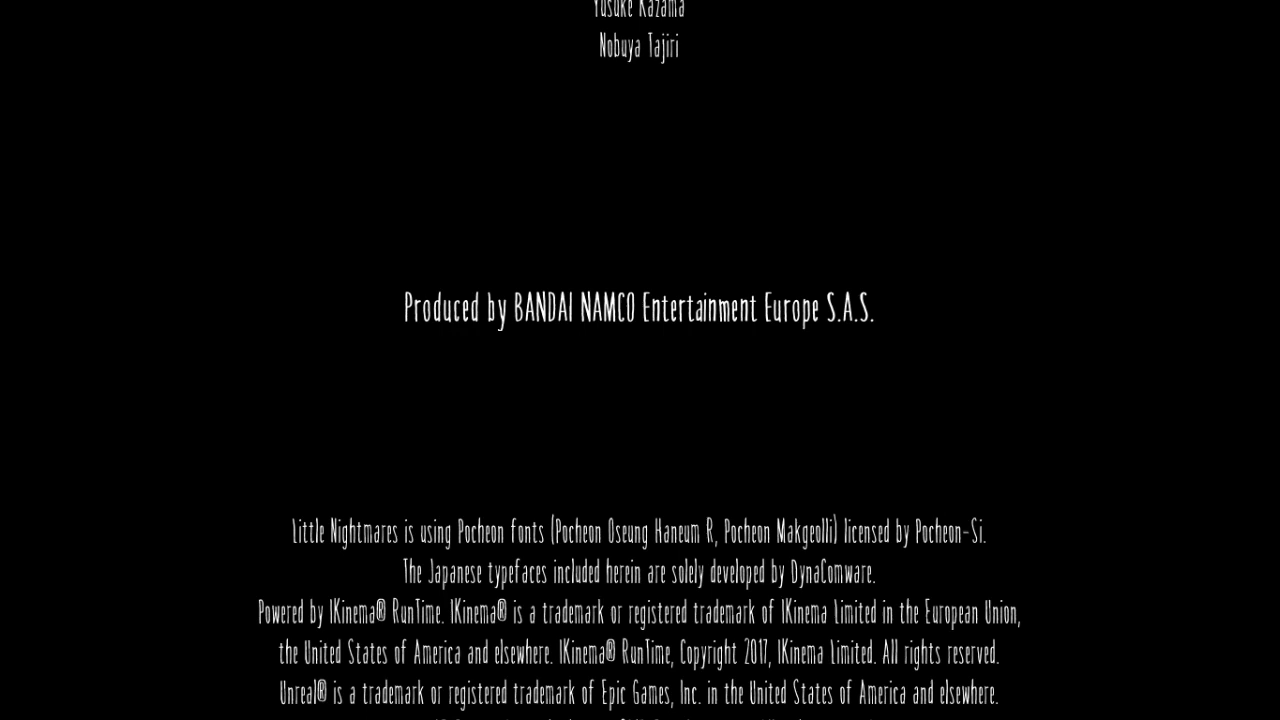 Yusuke Kazama
Nobuya Tajiri
Produced by BANDAI NAMCO Entertainment Europe S.A.S.
Little Nightmares is using Pocheon fonts (Pocheon Oseung Haneum R, Pocheon Makgeolli) licensed by Pocheon-Si.
The Japanese typefaces included herein are solely developed by DynaComware.
Powered by IKinema® RunTime. IKinema® is a trademark or registered trademark of IKinema Limited in the European Union,
the United States of America and elsewhere. IKinema® RunTime, Copyright 2017, IKinema Limited. All rights reserved.
Unreal® is a trademark or registered trademark of Epic Games, Inc. in the United States of America and elsewhere.